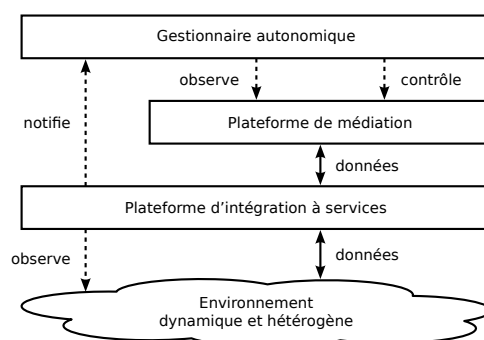 Gestionnaire autonomique
observe
contrôle
notifie
Plateforme de médiation
données
Plateforme d'intégration à services
observe
données
Environnement
dynamique et hétérogène